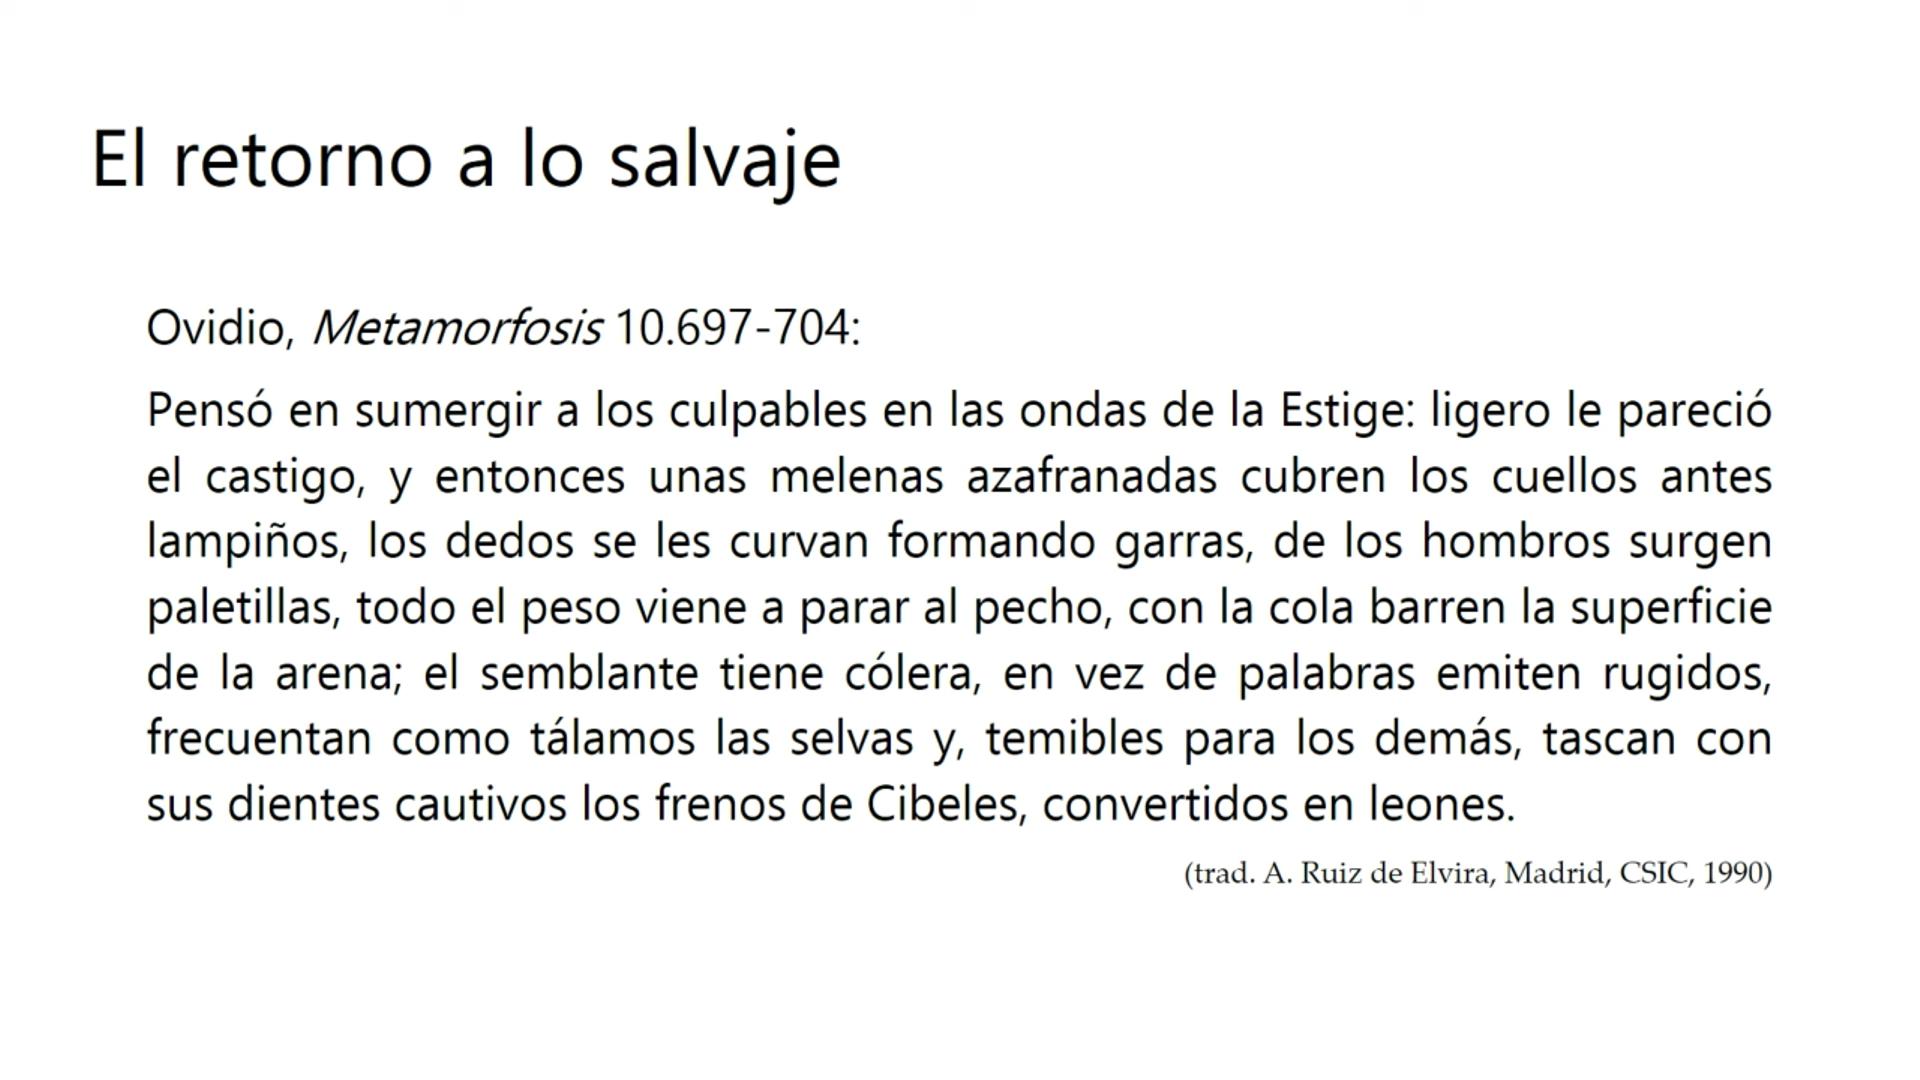 El retorno a lo salvaje
Ovidio, Metamorfosis 10.697-704:
Pensó en sumergir a los culpables en las ondas de la Estige: ligero le pareció
el castigo, y entonces unas melenas azafranadas cubren los cuellos antes
lampiños, los dedos se les curvan formando garras, de los hombros surgen
paletillas, todo el peso viene a parar al pecho, con la cola barren la superficie
de la arena; el semblante tiene cólera, en vez de palabras emiten rugidos,
frecuentan como tálamos las selvas y, temibles para los demás, tascan con
sus dientes cautivos los frenos de Cibeles, convertidos en leones.
(trad. A. Ruiz de Elvira, Madrid, CSIC, 1990)